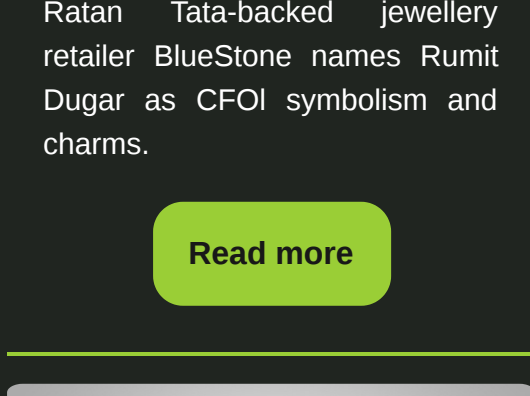 Ratan Tata-backed jewellery
retailer BlueStone names Rumit
Dugar as CFOl symbolism and
charms.
Read more